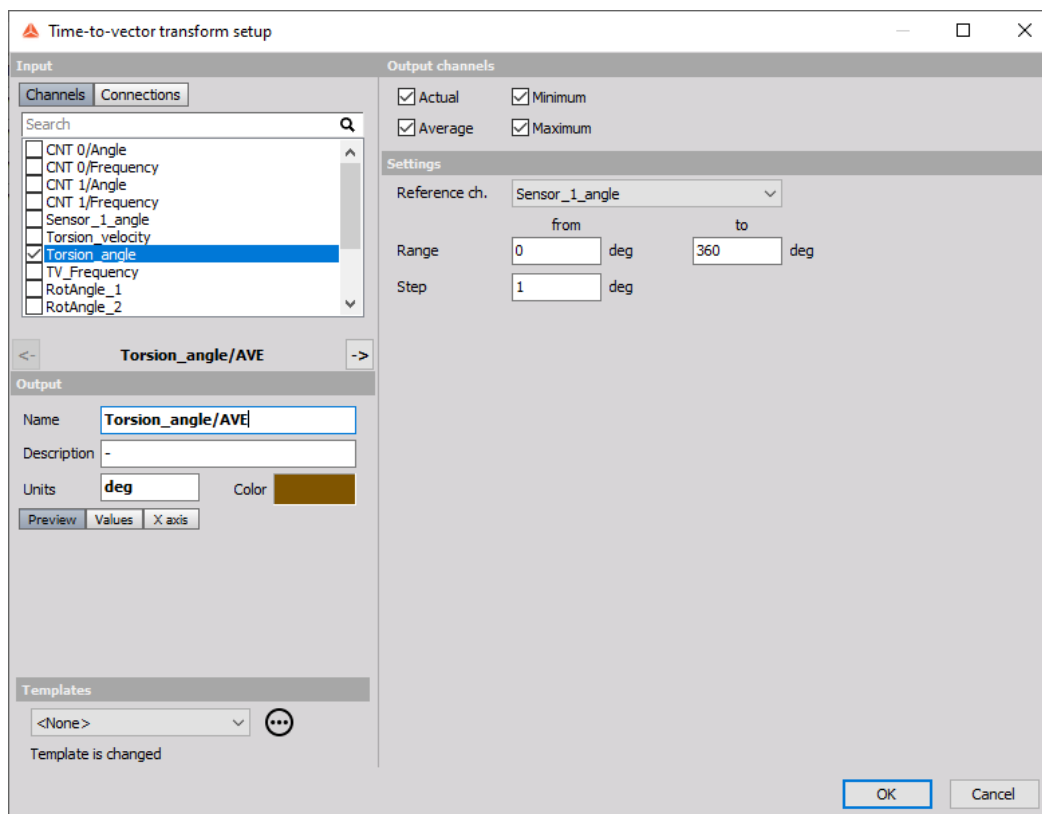 Time-to-vector transform setup
Input
Channels Connections
Search
CNT 0/Angle
CNT 0/Frequency
CNT 1/Angle
CNT 1/Frequency
Sensor_1_angle
Torsion_velocity
Torsion_angle
TV_Frequency
RotAngle_1
RotAngle_2
<- Torsion_angle/AVE ->
Output
Name Torsion_angle/AVE
Description -
Units deg Color
Preview Values X axis
Templates
<None>
Template is changed
Output channels
Actual Minimum
Average Maximum
Settings
Reference ch. Sensor_1_angle
from to
Range 0 deg 360 deg
Step 1 deg
OK Cancel